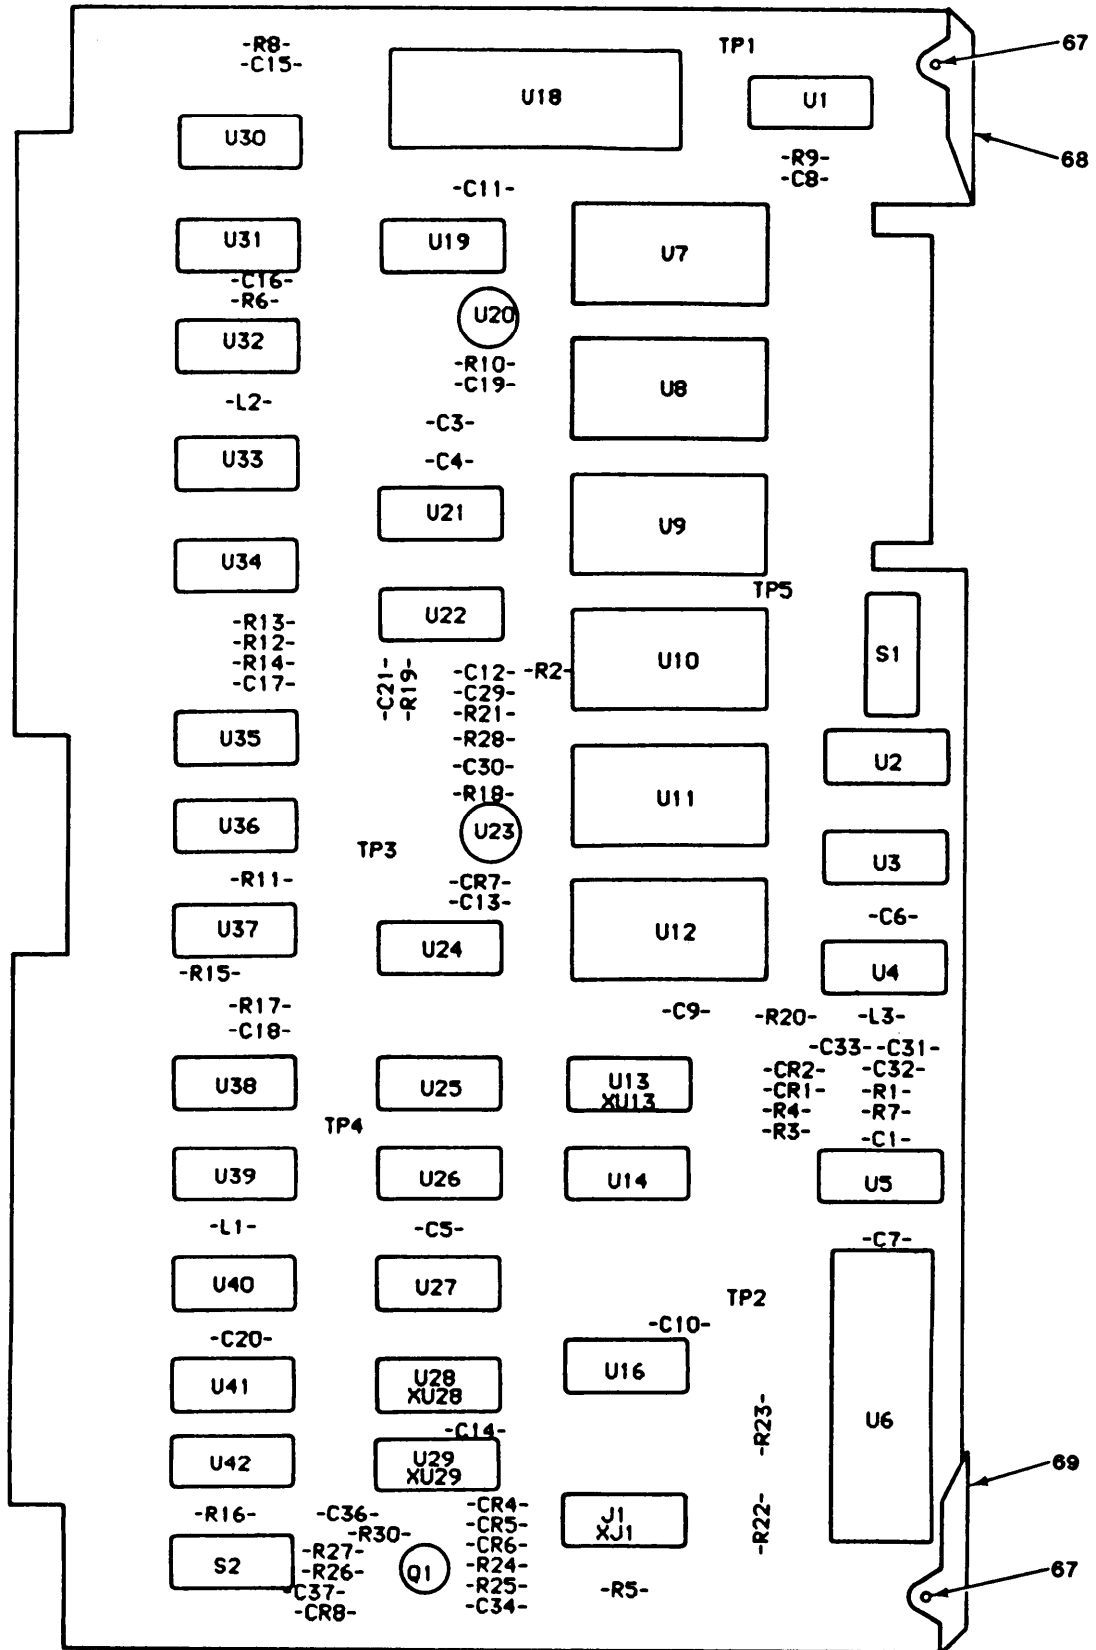 -R8-
-C15-
TP1
67
U18
U1
U30
68
-R9-
-C8-
-C11-
U31
U19
U7
-C16-
-R6-
U20
U32
-R10-
-C19-
U8
-L2-
-C3-
-C4-
U33
U21
U9
U34
TP5
U22
-R13-
-R12-
-R14-
-C17-
-C21-
-R19-
-C12-
-C29-
-R21-
-R2-
U10
S1
-R28-
U35
-C30-
U2
-R18-
U11
U36
U23
TP3
U3
-R11-
-CR7-
-C13-
-C6-
U37
U24
U12
U4
-R15-
-R17-
-C18-
-C9-
-R20-
-L3-
-C33-
-C31-
-CR2-
-CR1-
-R4-
-R3-
-C32-
-R1-
-R7-
-C1-
U38
U25
U13
XU13
TP4
U39
U26
U14
U5
-L1-
-C5-
-C7-
U40
U27
TP2
-C10-
-C20-
U41
U28
XU28
U16
-R23-
U6
-C14-
U42
U29
XU29
69
-R16-
-C36-
-R30-
-CR4-
-CR5-
-CR6-
-R24-
-R25-
-C34-
J1
XJ1
-R22-
S2
-R27-
-R26-
-C37-
-CR8-
Q1
-R5-
67